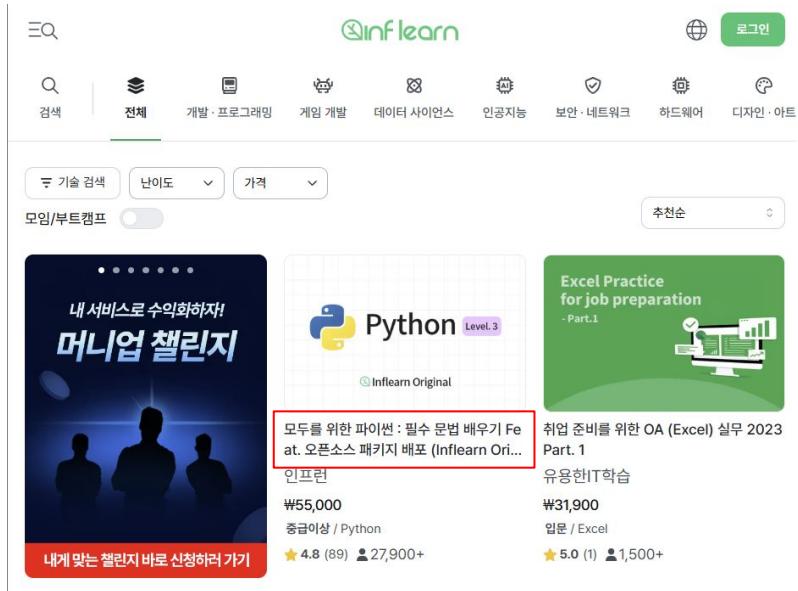 inflearn
로그인
검색
전체
개발 · 프로그래밍
게임 개발
데이터 사이언스
인공지능
보안 · 네트워크
하드웨어
디자인 · 아트
기술 검색
난이도
가격
모임/부트캠프
추천순
내 서비스로 수익화하자!
머니업 챌린지
내게 맞는 챌린지 바로 신청하러 가기
Python Level. 3
Inflearn Original
모두를 위한 파이썬 : 필수 문법 배우기 Fe
at. 오픈소스 패키지 배포 (Inflearn Ori...
인프런
₩55,000
중급이상 / Python
4.8 (89) 27,900+
Excel Practice
for job preparation
- Part.1
취업 준비를 위한 OA (Excel) 실무 2023
Part. 1
유용한IT학습
₩31,900
입문 / Excel
5.0 (1) 1,500+